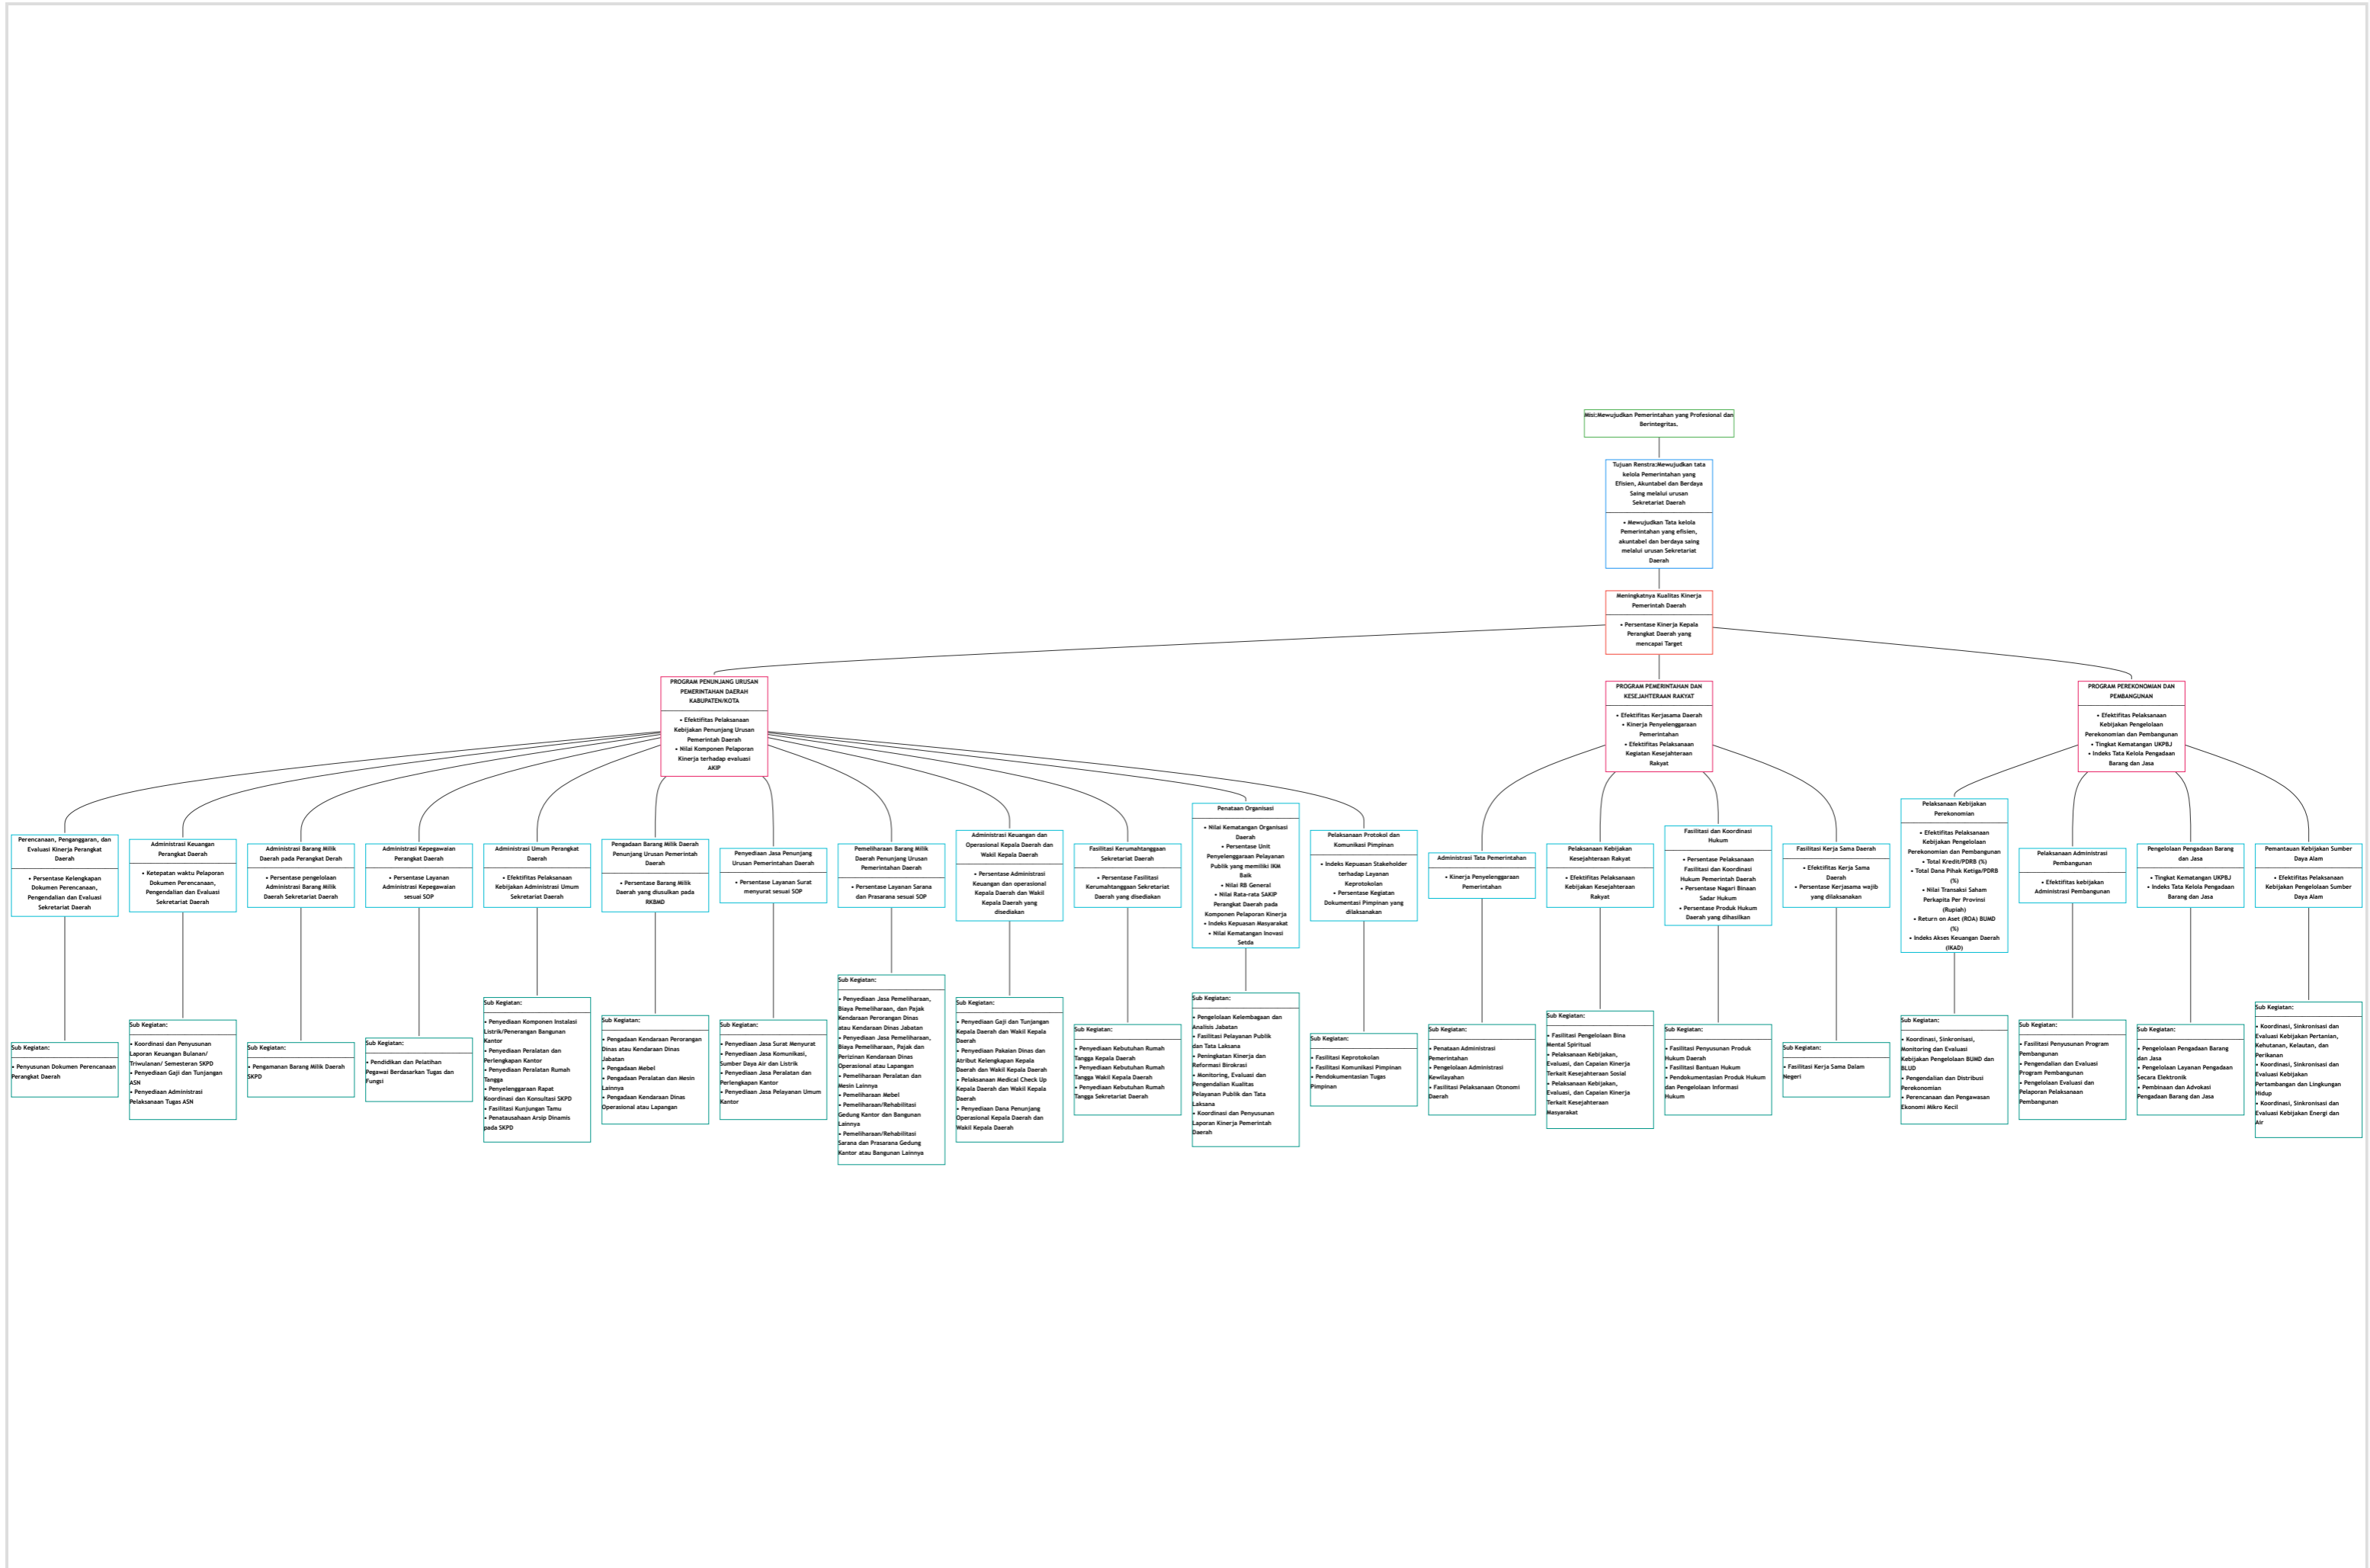 Misi:Mewujudkan Pemerintahan yang Profesional dan
Berintegritas.
Tujuan Renstra:Mewujudkan tata
kelola Pemerintahan yang
Efisien, Akuntabel dan Berdaya
Saing melalui urusan
Sekretariat Daerah
• Mewujudkan Tata kelola
Pemerintahan yang efisien,
akuntabel dan berdaya saing
melalui urusan Sekretariat
Daerah
Meningkatnya Kualitas Kinerja
Pemerintah Daerah
• Persentase Kinerja Kepala
Perangkat Daerah yang
mencapai Target
PROGRAM PENUNJANG URUSAN
PEMERINTAHAN DAERAH
KABUPATEN/KOTA
• Efektifitas Pelaksanaan
Kebijakan Penunjang Urusan
Pemerintah Daerah
• Nilai Komponen Pelaporan
Kinerja terhadap evaluasi
AKIP
PROGRAM PEMERINTAHAN DAN
KESEJAHTERAAN RAKYAT
• Efektifitas Kerjasama Daerah
• Kinerja Penyelenggaraan
Pemerintahan
• Efektifitas Pelaksanaan
Kegiatan Kesejahteraan
Rakyat
PROGRAM PEREKONOMIAN DAN
PEMBANGUNAN
• Efektifitas Pelaksanaan
Kebijakan Pengelolaan
Perekonomian dan Pembangunan
• Tingkat Kematangan UKPBJ
• Indeks Tata Kelola Pengadaan
Barang dan Jasa
Perencanaan, Penganggaran, dan
Evaluasi Kinerja Perangkat
Daerah
• Persentase Kelengkapan
Dokumen Perencanaan,
Pengendalian dan Evaluasi
Sekretariat Daerah
Administrasi Keuangan
Perangkat Daerah
• Ketepatan waktu Pelaporan
Dokumen Perencanaan,
Pengendalian dan Evaluasi
Sekretariat Daerah
Administrasi Barang Milik
Daerah pada Perangkat Derah
• Persentase pengelolaan
Administrasi Barang Milik
Daerah Sekretariat Daerah
Administrasi Kepegawaian
Perangkat Daerah
• Persentase Layanan
Administrasi Kepegawaian
sesuai SOP
Administrasi Umum Perangkat
Daerah
• Efektifitas Pelaksanaan
Kebijakan Administrasi Umum
Sekretariat Daerah
Pengadaan Barang Milik Daerah
Penunjang Urusan Pemerintah
Daerah
• Persentase Barang Milik
Daerah yang diusulkan pada
RKBMD
Penyediaan Jasa Penunjang
Urusan Pemerintahan Daerah
• Persentase Layanan Surat
menyurat sesuai SOP
Pemeliharaan Barang Milik
Daerah Penunjang Urusan
Pemerintahan Daerah
• Persentase Layanan Sarana
dan Prasarana sesuai SOP
Administrasi Keuangan dan
Operasional Kepala Daerah dan
Wakil Kepala Daerah
• Persentase Administrasi
Keuangan dan operasional
Kepala Daerah dan Wakil
Kepala Daerah yang
disediakan
Fasilitasi Kerumahtanggaan
Sekretariat Daerah
• Persentase Fasilitasi
Kerumahtanggaan Sekretariat
Daerah yang disediakan
Penataan Organisasi
• Nilai Kematangan Organisasi
Daerah
• Persentase Unit
Penyelenggaraan Pelayanan
Publik yang memiliki IKM
Baik
• Nilai RB General
• Nilai Rata-rata SAKIP
Perangkat Daerah pada
Komponen Pelaporan Kinerja
• Indeks Kepuasan Masyarakat
• Nilai Kematangan Inovasi
Setda
Pelaksanaan Protokol dan
Komunikasi Pimpinan
• Indeks Kepuasan Stakeholder
terhadap Layanan
Keprotokolan
• Persentase Kegiatan
Dokumentasi Pimpinan yang
dilaksanakan
Administrasi Tata Pemerintahan
• Kinerja Penyelenggaraan
Pemerintahan
Pelaksanaan Kebijakan
Kesejahteraan Rakyat
• Efektifitas Pelaksanaan
Kebijakan Kesejahteraan
Rakyat
Fasilitasi dan Koordinasi
Hukum
• Persentase Pelaksanaan
Fasilitasi dan Koordinasi
Hukum Pemerintah Daerah
• Persentase Nagari Binaan
Sadar Hukum
• Persentase Produk Hukum
Daerah yang dihasilkan
Fasilitasi Kerja Sama Daerah
• Efektifitas Kerja Sama
Daerah
• Persentase Kerjasama wajib
yang dilaksanakan
Pelaksanaan Kebijakan
Perekonomian
• Efektifitas Pelaksanaan
Kebijakan Pengelolaan
Perekonomian dan Pembangunan
• Total Kredit/PDRB (%)
• Total Dana Pihak Ketiga/PDRB
(%)
• Nilai Transaksi Saham
Perkapita Per Provinsi
(Rupiah)
• Return on Aset (ROA) BUMD
(%)
• Indeks Akses Keuangan Daerah
(IKAD)
Pelaksanaan Administrasi
Pembangunan
• Efektifitas kebijakan
Administrasi Pembangunan
Pengelolaan Pengadaan Barang
dan Jasa
• Tingkat Kematangan UKPBJ
• Indeks Tata Kelola Pengadaan
Barang dan Jasa
Pemantauan Kebijakan Sumber
Daya Alam
• Efektifitas Pelaksanaan
Kebijakan Pengelolaan Sumber
Daya Alam
Sub Kegiatan:
• Penyusunan Dokumen Perencanaan
Perangkat Daerah
Sub Kegiatan:
• Koordinasi dan Penyusunan
Laporan Keuangan Bulanan/
Triwulanan/ Semesteran SKPD
• Penyediaan Gaji dan Tunjangan
ASN
• Penyediaan Administrasi
Pelaksanaan Tugas ASN
Sub Kegiatan:
• Pengamanan Barang Milik Daerah
SKPD
Sub Kegiatan:
• Pendidikan dan Pelatihan
Pegawai Berdasarkan Tugas dan
Fungsi
Sub Kegiatan:
• Penyediaan Komponen Instalasi
Listrik/Penerangan Bangunan
Kantor
• Penyediaan Peralatan dan
Perlengkapan Kantor
• Penyediaan Peralatan Rumah
Tangga
• Penyelenggaraan Rapat
Koordinasi dan Konsultasi SKPD
• Fasilitasi Kunjungan Tamu
• Penatausahaan Arsip Dinamis
pada SKPD
Sub Kegiatan:
• Pengadaan Kendaraan Perorangan
Dinas atau Kendaraan Dinas
Jabatan
• Pengadaan Mebel
• Pengadaan Peralatan dan Mesin
Lainnya
• Pengadaan Kendaraan Dinas
Operasional atau Lapangan
Sub Kegiatan:
• Penyediaan Jasa Surat Menyurat
• Penyediaan Jasa Komunikasi,
Sumber Daya Air dan Listrik
• Penyediaan Jasa Peralatan dan
Perlengkapan Kantor
• Penyediaan Jasa Pelayanan Umum
Kantor
Sub Kegiatan:
• Penyediaan Jasa Pemeliharaan,
Biaya Pemeliharaan, dan Pajak
Kendaraan Perorangan Dinas
atau Kendaraan Dinas Jabatan
• Penyediaan Jasa Pemeliharaan,
Biaya Pemeliharaan, Pajak dan
Perizinan Kendaraan Dinas
Operasional atau Lapangan
• Pemeliharaan Peralatan dan
Mesin Lainnya
• Pemeliharaan Mebel
• Pemeliharaan/Rehabilitasi
Gedung Kantor dan Bangunan
Lainnya
• Pemeliharaan/Rehabilitasi
Sarana dan Prasarana Gedung
Kantor atau Bangunan Lainnya
Sub Kegiatan:
• Penyediaan Gaji dan Tunjangan
Kepala Daerah dan Wakil Kepala
Daerah
• Penyediaan Pakaian Dinas dan
Atribut Kelengkapan Kepala
Daerah dan Wakil Kepala Daerah
• Pelaksanaan Medical Check Up
Kepala Daerah dan Wakil Kepala
Daerah
• Penyediaan Dana Penunjang
Operasional Kepala Daerah dan
Wakil Kepala Daerah
Sub Kegiatan:
• Penyediaan Kebutuhan Rumah
Tangga Kepala Daerah
• Penyediaan Kebutuhan Rumah
Tangga Wakil Kepala Daerah
• Penyediaan Kebutuhan Rumah
Tangga Sekretariat Daerah
Sub Kegiatan:
• Pengelolaan Kelembagaan dan
Analisis Jabatan
• Fasilitasi Pelayanan Publik
dan Tata Laksana
• Peningkatan Kinerja dan
Reformasi Birokrasi
• Monitoring, Evaluasi dan
Pengendalian Kualitas
Pelayanan Publik dan Tata
Laksana
• Koordinasi dan Penyusunan
Laporan Kinerja Pemerintah
Daerah
Sub Kegiatan:
• Fasilitasi Keprotokolan
• Fasilitasi Komunikasi Pimpinan
• Pendokumentasian Tugas
Pimpinan
Sub Kegiatan:
• Penataan Administrasi
Pemerintahan
• Pengelolaan Administrasi
Kewilayahan
• Fasilitasi Pelaksanaan Otonomi
Daerah
Sub Kegiatan:
• Fasilitasi Pengelolaan Bina
Mental Spiritual
• Pelaksanaan Kebijakan,
Evaluasi, dan Capaian Kinerja
Terkait Kesejahteraan Sosial
• Pelaksanaan Kebijakan,
Evaluasi, dan Capaian Kinerja
Terkait Kesejahteraan
Masyarakat
Sub Kegiatan:
• Fasilitasi Penyusunan Produk
Hukum Daerah
• Fasilitasi Bantuan Hukum
• Pendokumentasian Produk Hukum
dan Pengelolaan Informasi
Hukum
Sub Kegiatan:
• Fasilitasi Kerja Sama Dalam
Negeri
Sub Kegiatan:
• Koordinasi, Sinkronisasi,
Monitoring dan Evaluasi
Kebijakan Pengelolaan BUMD dan
BLUD
• Pengendalian dan Distribusi
Perekonomian
• Perencanaan dan Pengawasan
Ekonomi Mikro Kecil
Sub Kegiatan:
• Fasilitasi Penyusunan Program
Pembangunan
• Pengendalian dan Evaluasi
Program Pembangunan
• Pengelolaan Evaluasi dan
Pelaporan Pelaksanaan
Pembangunan
Sub Kegiatan:
• Pengelolaan Pengadaan Barang
dan Jasa
• Pengelolaan Layanan Pengadaan
Secara Elektronik
• Pembinaan dan Advokasi
Pengadaan Barang dan Jasa
Sub Kegiatan:
• Koordinasi, Sinkronisasi dan
Evaluasi Kebijakan Pertanian,
Kehutanan, Kelautan, dan
Perikanan
• Koordinasi, Sinkronisasi dan
Evaluasi Kebijakan
Pertambangan dan Lingkungan
Hidup
• Koordinasi, Sinkronisasi dan
Evaluasi Kebijakan Energi dan
Air